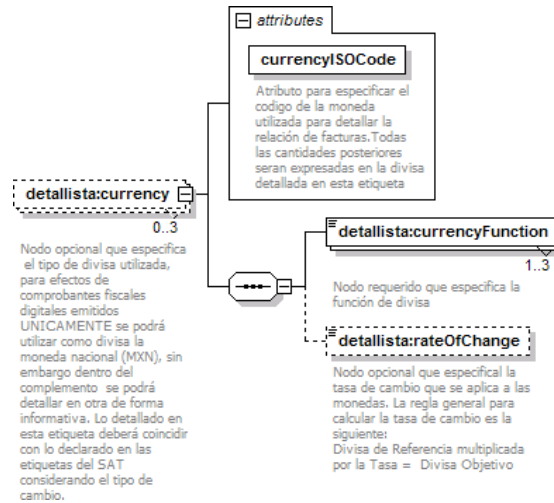 attributes
currencyISOCode
Atributo para especificar el
codigo de la moneda
utilizada para detallar la
relación de facturas.Todas
las cantidades posteriores
seran expresadas en la divisa
detallada en esta etiqueta
detallista:currency
0..3
Nodo opcional que especifica
el tipo de divisa utilizada,
para efectos de
comprobantes fiscales
digitales emitidos
UNICAMENTE se podrá
utilizar como divisa la
moneda nacional (MXN), sin
embargo dentro del
complemento se podrá
detallar en otra de forma
informativa. Lo detallado en
esta etiqueta deberá coincidir
con lo declarado en las
etiquetas del SAT
considerando el tipo de
cambio.
detallista:currencyFunction
1..3
Nodo requerido que especifica la
función de divisa
detallista:rateOfChange
Nodo opcional que especifical la
tasa de cambio que se aplica a las
monedas. La regla general para
calcular la tasa de cambio es la
siguiente:
Divisa de Referencia multiplicada
por la Tasa = Divisa Objetivo